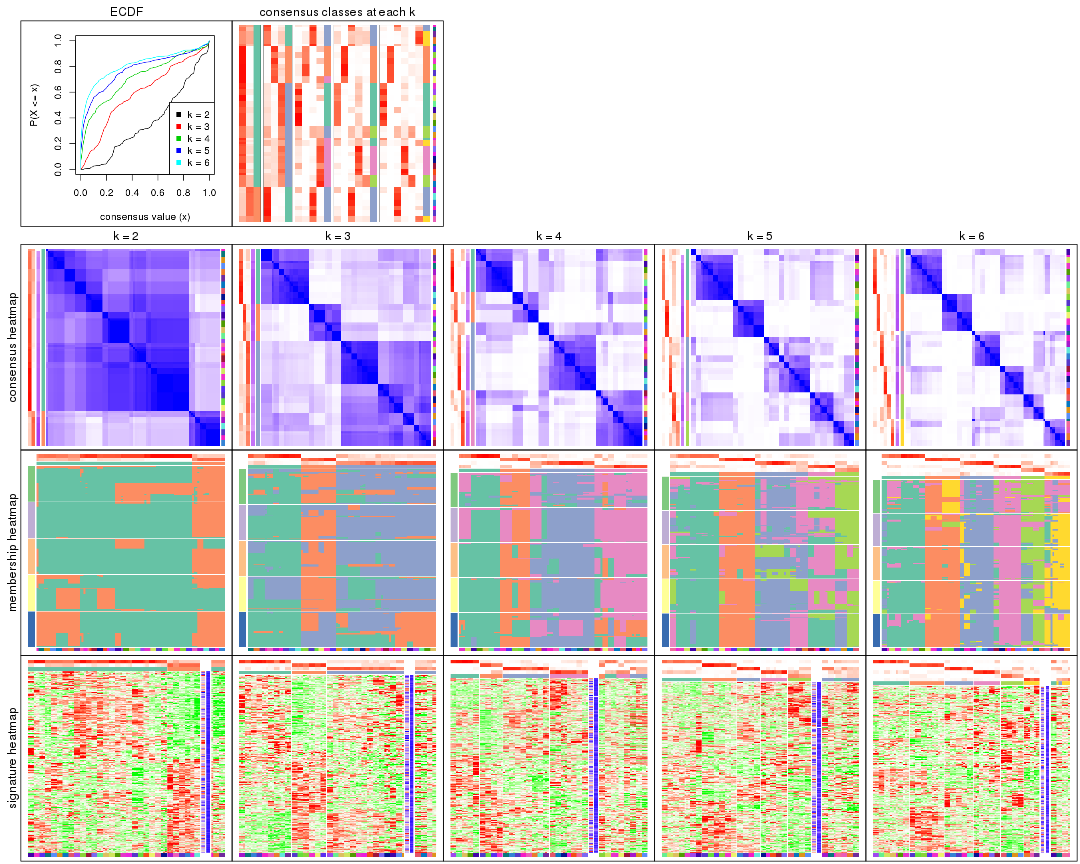 ECDF
consensus classes at each k
P(X <= x)
0.0 0.2 0.4 0.6 0.8 1.0
k = 2
k = 3
k = 4
k = 5
k = 6
0.0 0.2 0.4 0.6 0.8 1.0
consensus value (x)
k = 2
k = 3
k = 4
k = 5
k = 6
consensus heatmap
membership heatmap
signature heatmap